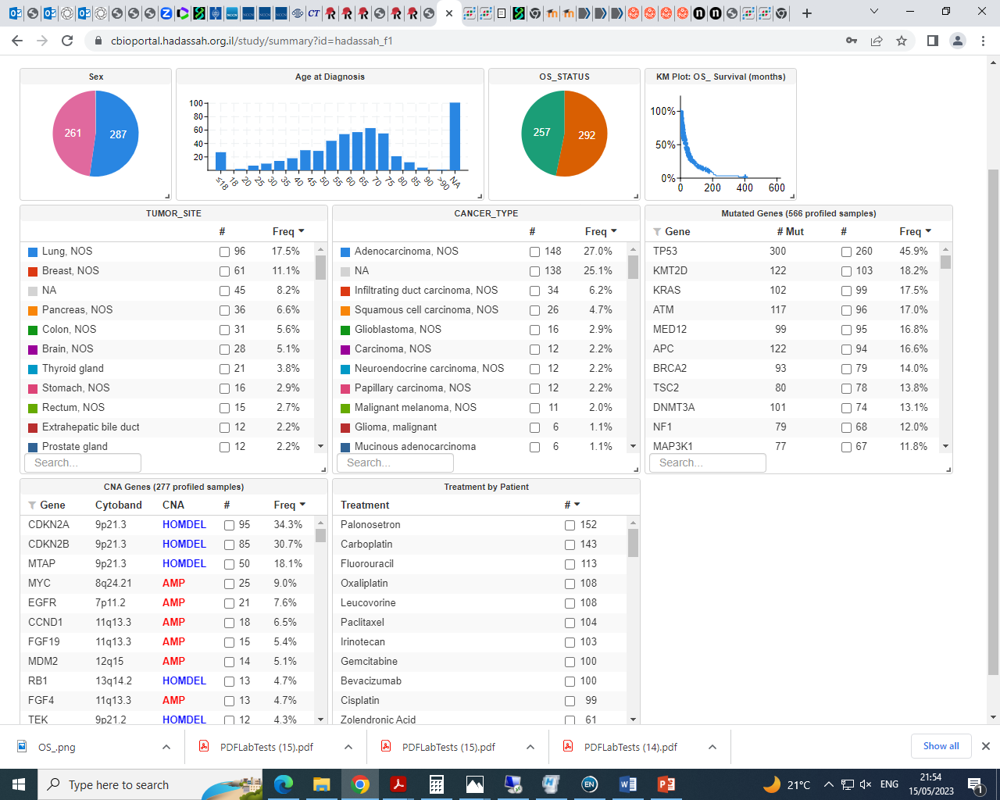 cbioportal.hadassah.org.il/study/summary?id=hadassah_f1
Sex
261
287
Age at Diagnosis
100
80
60
40
20
≤18 18 20 25 30 35 40 45 50 55 60 65 70 75 80 85 90 >90 NA
OS_STATUS
257
292
KM Plot: OS_ Survival (months)
100%
50%
0%
0 200 400 600
TUMOR_SITE
# Freq
Lung, NOS 96 17.5%
Breast, NOS 61 11.1%
NA 45 8.2%
Pancreas, NOS 36 6.6%
Colon, NOS 31 5.6%
Brain, NOS 28 5.1%
Thyroid gland 21 3.8%
Stomach, NOS 16 2.9%
Rectum, NOS 15 2.7%
Extrahepatic bile duct 12 2.2%
Prostate gland 12 2.2%
Search...
CANCER_TYPE
# Freq
Adenocarcinoma, NOS 148 27.0%
NA 138 25.1%
Infiltrating duct carcinoma, NOS 34 6.2%
Squamous cell carcinoma, NOS 26 4.7%
Glioblastoma, NOS 16 2.9%
Carcinoma, NOS 12 2.2%
Neuroendocrine carcinoma, NOS 12 2.2%
Papillary carcinoma, NOS 12 2.2%
Malignant melanoma, NOS 11 2.0%
Glioma, malignant 6 1.1%
Mucinous adenocarcinoma 6 1.1%
Search...
Mutated Genes (566 profiled samples)
Gene # Mut # Freq
TP53 300 260 45.9%
KMT2D 122 103 18.2%
KRAS 102 99 17.5%
ATM 117 96 17.0%
MED12 99 95 16.8%
APC 122 94 16.6%
BRCA2 93 79 14.0%
TSC2 80 78 13.8%
DNMT3A 101 74 13.1%
NF1 79 68 12.0%
MAP3K1 77 67 11.8%
Search...
CNA Genes (277 profiled samples)
Gene Cytoband CNA # Freq
CDKN2A 9p21.3 HOMDEL 95 34.3%
CDKN2B 9p21.3 HOMDEL 85 30.7%
MTAP 9p21.3 HOMDEL 50 18.1%
MYC 8q24.21 AMP 25 9.0%
EGFR 7p11.2 AMP 21 7.6%
CCND1 11q13.3 AMP 18 6.5%
FGF19 11q13.3 AMP 15 5.4%
MDM2 12q15 AMP 14 5.1%
RB1 13q14.2 HOMDEL 13 4.7%
FGF4 11q13.3 AMP 13 4.7%
TEK 9p21.2 HOMDEL 12 4.3%
Treatment by Patient
Treatment #
Palonosetron 152
Carboplatin 143
Fluorouracil 113
Oxaliplatin 108
Leucovorine 108
Paclitaxel 104
Irinotecan 103
Gemcitabine 100
Bevacizumab 100
Cisplatin 99
Zolendronic Acid 61
OS_.png
PDFLabTests (15).pdf
PDFLabTests (15).pdf
PDFLabTests (14).pdf
Show all
Type here to search
21°C
ENG
21:54
15/05/2023